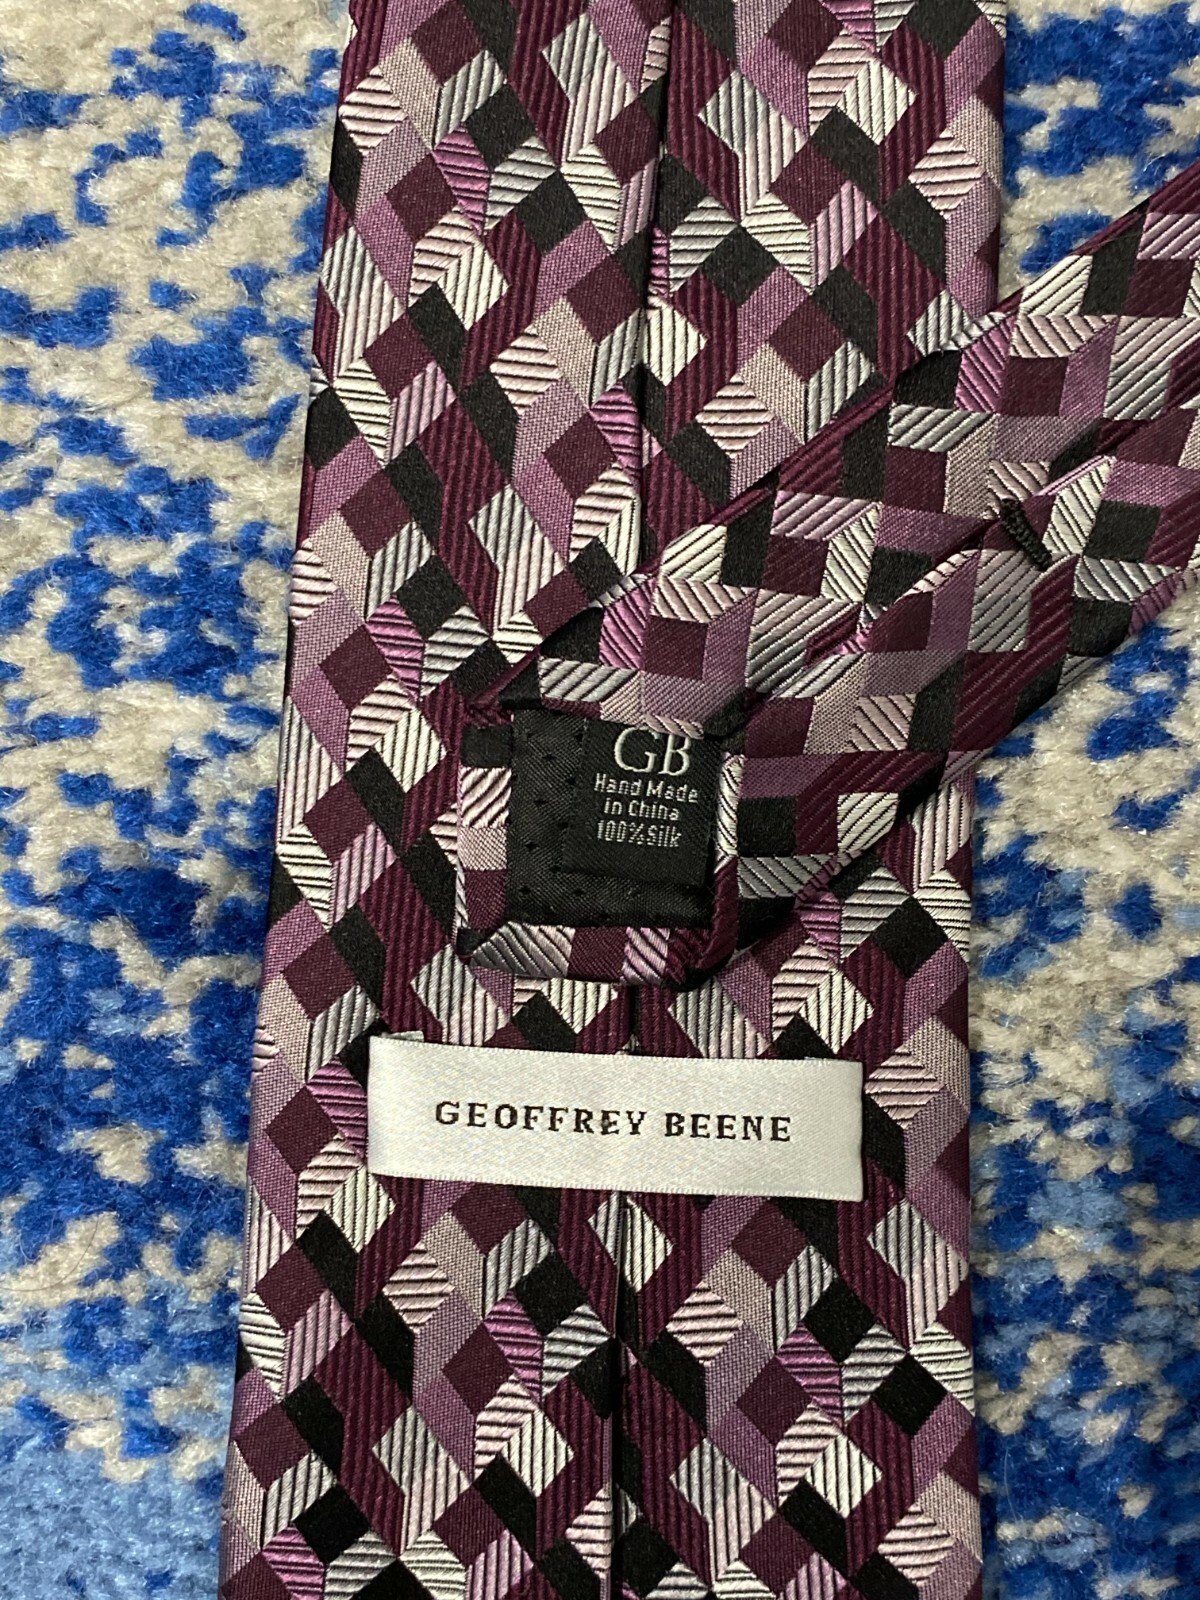 GB
Hand Made
in China
100%Silk
GEOFFREY BEENE